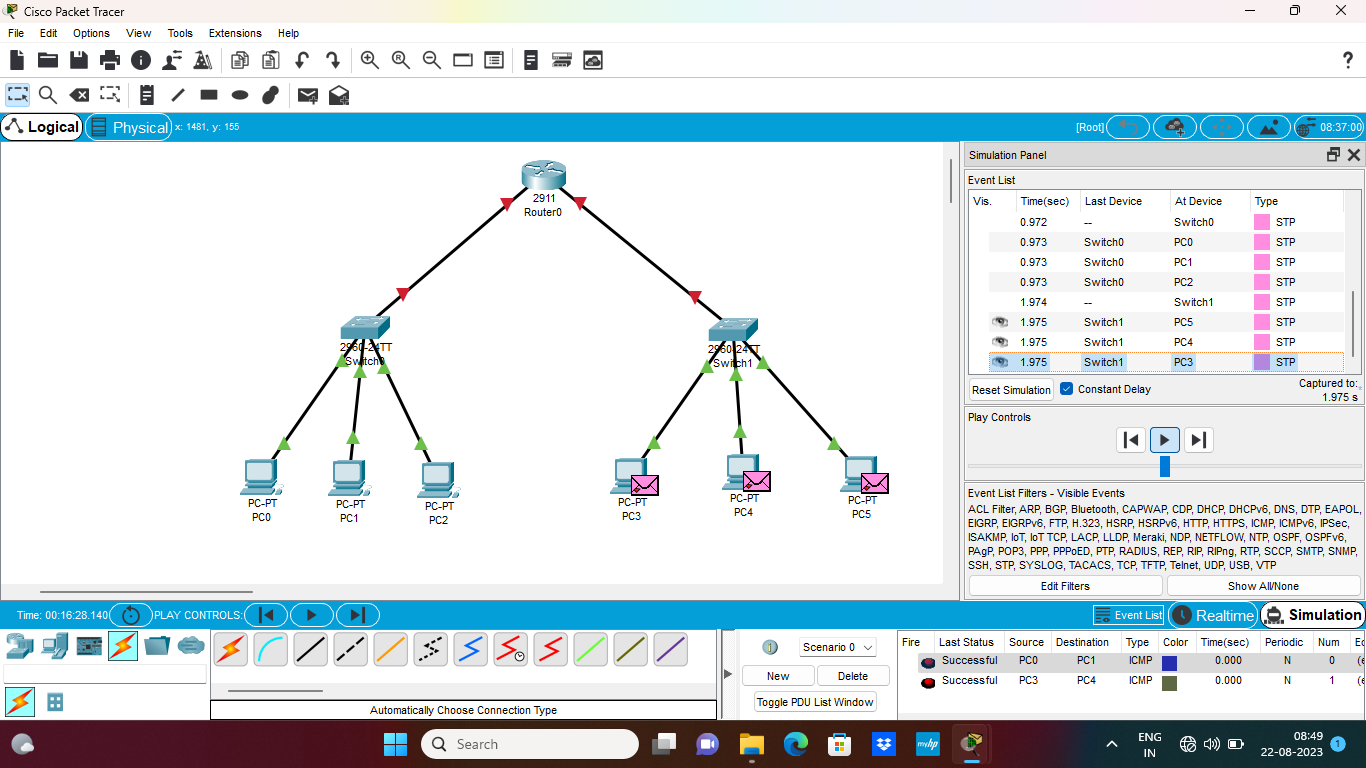 Cisco Packet Tracer
File Edit Options View Tools Extensions Help
Logical Physical x: 1481, y: 155 [Root] 08:37:00
2911
Router0
2960-24TT
Switch0
2960-24TT
Switch1
PC-PT
PC0
PC-PT
PC1
PC-PT
PC2
PC-PT
PC3
PC-PT
PC4
PC-PT
PC5
Simulation Panel
Event List
Vis. Time(sec) Last Device At Device Type
0.972 -- Switch0 STP
0.973 Switch0 PC0 STP
0.973 Switch0 PC1 STP
0.973 Switch0 PC2 STP
1.974 -- Switch1 STP
1.975 Switch1 PC5 STP
1.975 Switch1 PC4 STP
1.975 Switch1 PC3 STP
Reset Simulation Constant Delay Captured to:
1.975 s
Play Controls
Event List Filters - Visible Events
ACL Filter, ARP, BGP, Bluetooth, CAPWAP, CDP, DHCP, DHCPv6, DNS, DTP, EAPOL,
EIGRP, EIGRPv6, FTP, H.323, HSRP, HSRPv6, HTTP, HTTPS, ICMP, ICMPv6, IPSec,
ISAKMP, IoT, IoT TCP, LACP, LLDP, Meraki, NDP, NETFLOW, NTP, OSPF, OSPFv6,
PAgP, POP3, PPP, PPPoED, PTP, RADIUS, REP, RIP, RIPng, RTP, SCCP, SMTP, SNMP,
SSH, STP, SYSLOG, TACACS, TCP, TFTP, Telnet, UDP, USB, VTP
Edit Filters Show All/None
Time: 00:16:28.140 PLAY CONTROLS: Event List Realtime Simulation
Automatically Choose Connection Type
Scenario 0
New Delete
Toggle PDU List Window
Fire Last Status Source Destination Type Color Time(sec) Periodic Num
Successful PC0 PC1 ICMP 0.000 N 0
Successful PC3 PC4 ICMP 0.000 N 1
Search
myhp
ENG
IN
08:49
22-08-2023
1